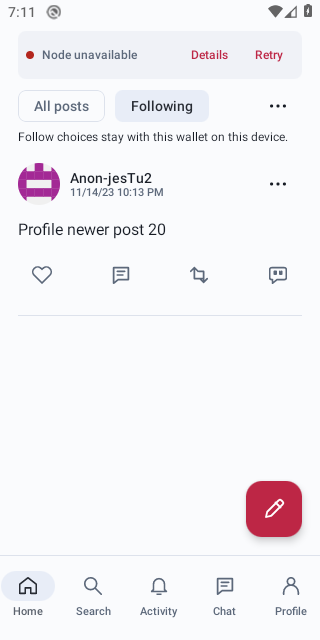 7:11
Node unavailable Details Retry
All posts Following
Follow choices stay with this wallet on this device.
Anon-jesTu2
11/14/23 10:13 PM
Profile newer post 20
Home Search Activity Chat Profile